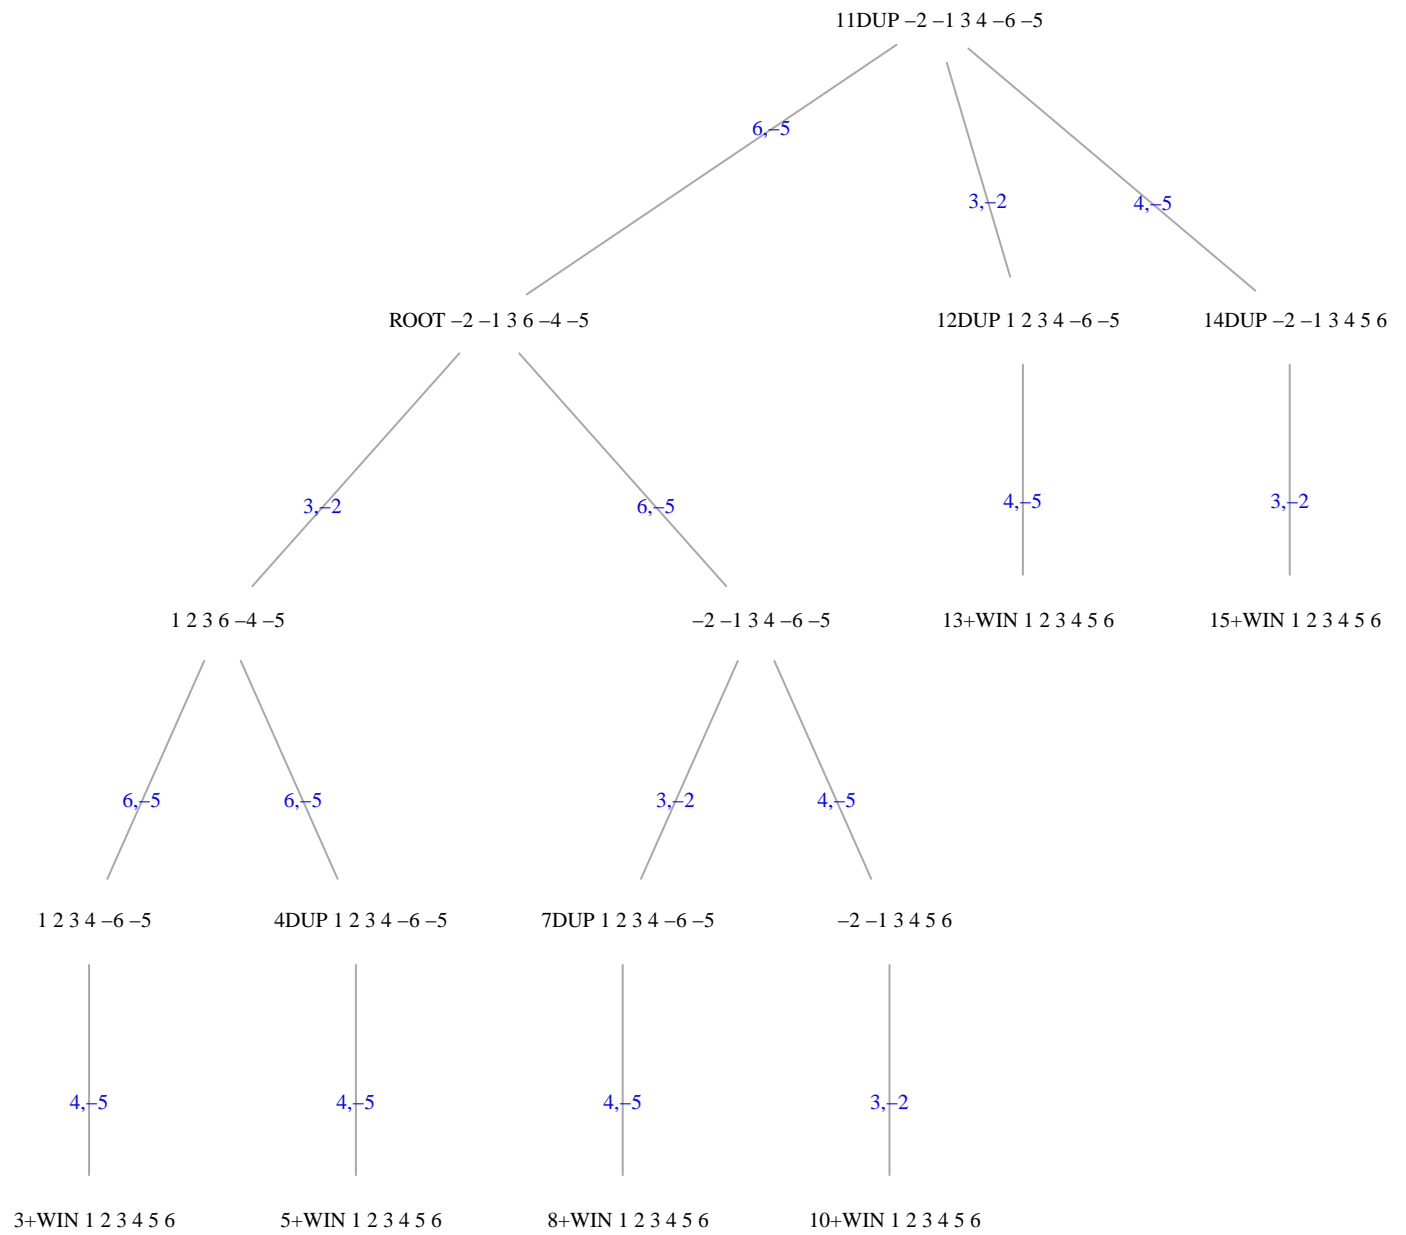 11DUP –2 –1 3 4 –6 –5
6,–5
3,–2
4,–5
ROOT –2 –1 3 6 –4 –5
12DUP 1 2 3 4 –6 –5
14DUP –2 –1 3 4 5 6
3,–2
6,–5
4,–5
3,–2
1 2 3 6 –4 –5
–2 –1 3 4 –6 –5
13+WIN 1 2 3 4 5 6
15+WIN 1 2 3 4 5 6
6,–5
6,–5
3,–2
4,–5
1 2 3 4 –6 –5
4DUP 1 2 3 4 –6 –5
7DUP 1 2 3 4 –6 –5
–2 –1 3 4 5 6
4,–5
4,–5
4,–5
3,–2
3+WIN 1 2 3 4 5 6
5+WIN 1 2 3 4 5 6
8+WIN 1 2 3 4 5 6
10+WIN 1 2 3 4 5 6